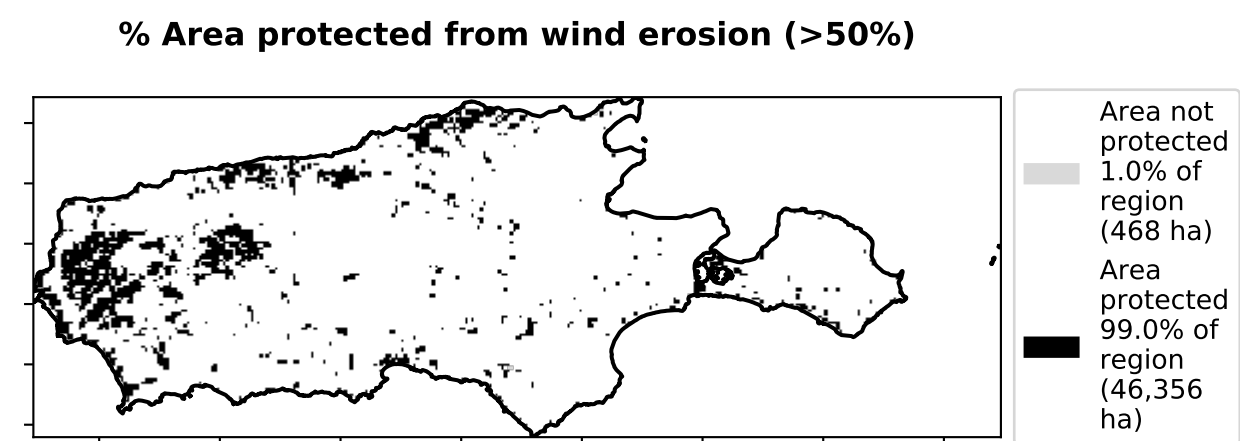 % Area protected from wind erosion (>50%)
Area not
protected
1.0% of
region
(468 ha)
Area
protected
99.0% of
region
(46,356
ha)